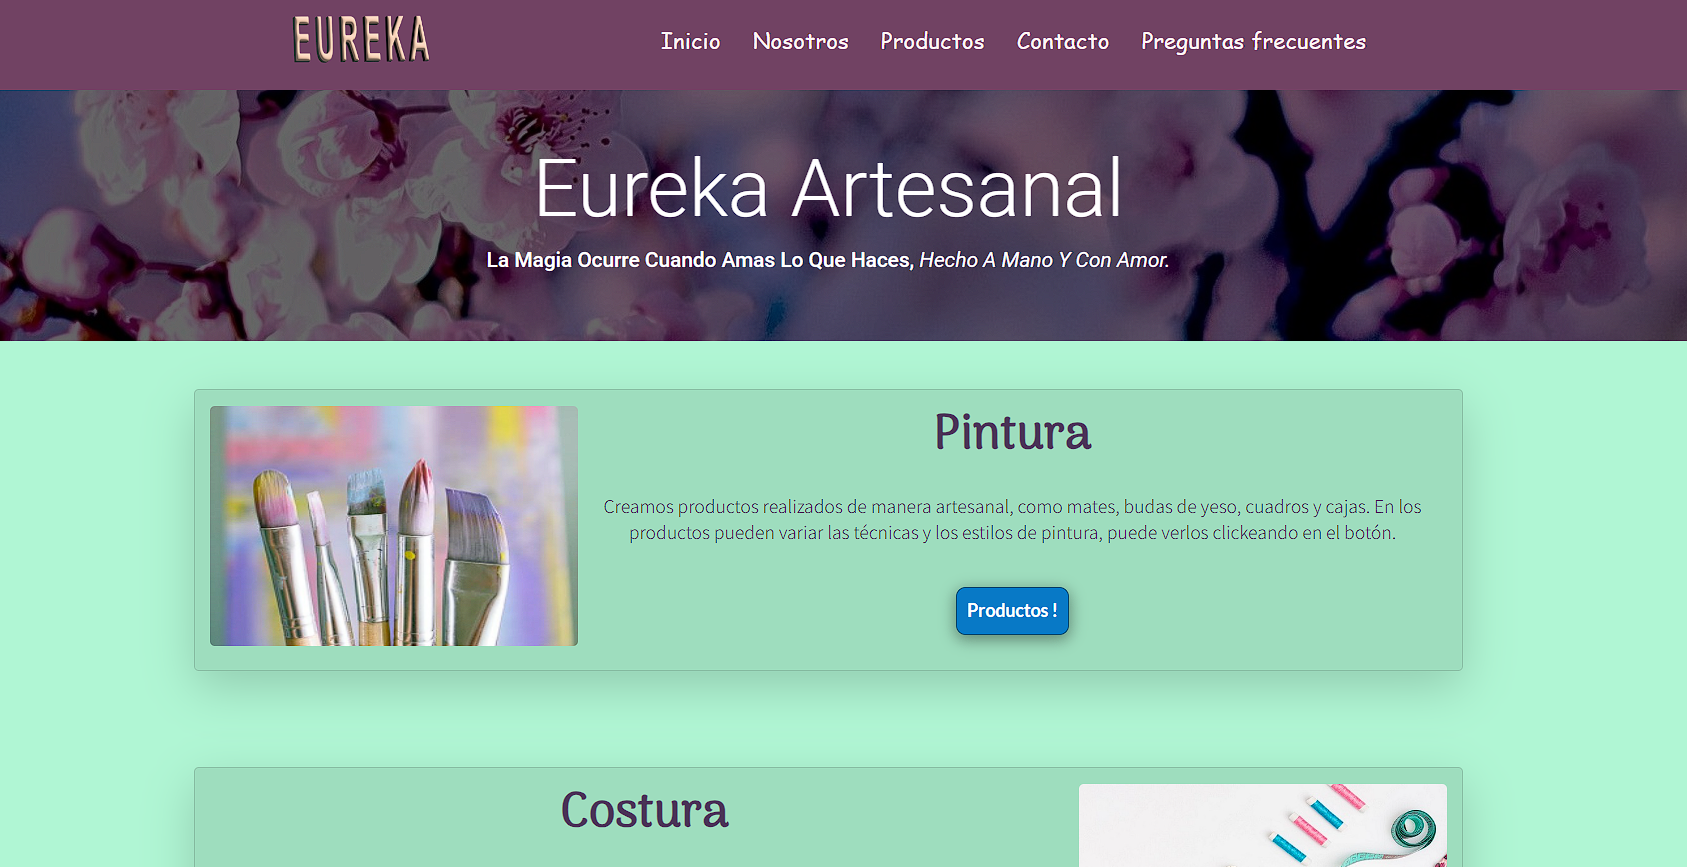 EUREKA
Inicio Nosotros Productos Contacto Preguntas frecuentes
Eureka Artesanal
La Magia Ocurre Cuando Amas Lo Que Haces, Hecho A Mano Y Con Amor.
Pintura
Creamos productos realizados de manera artesanal, como mates, budas de yeso, cuadros y cajas. En los
productos pueden variar las técnicas y los estilos de pintura, puede verlos clickeando en el botón.
Productos !
Costura